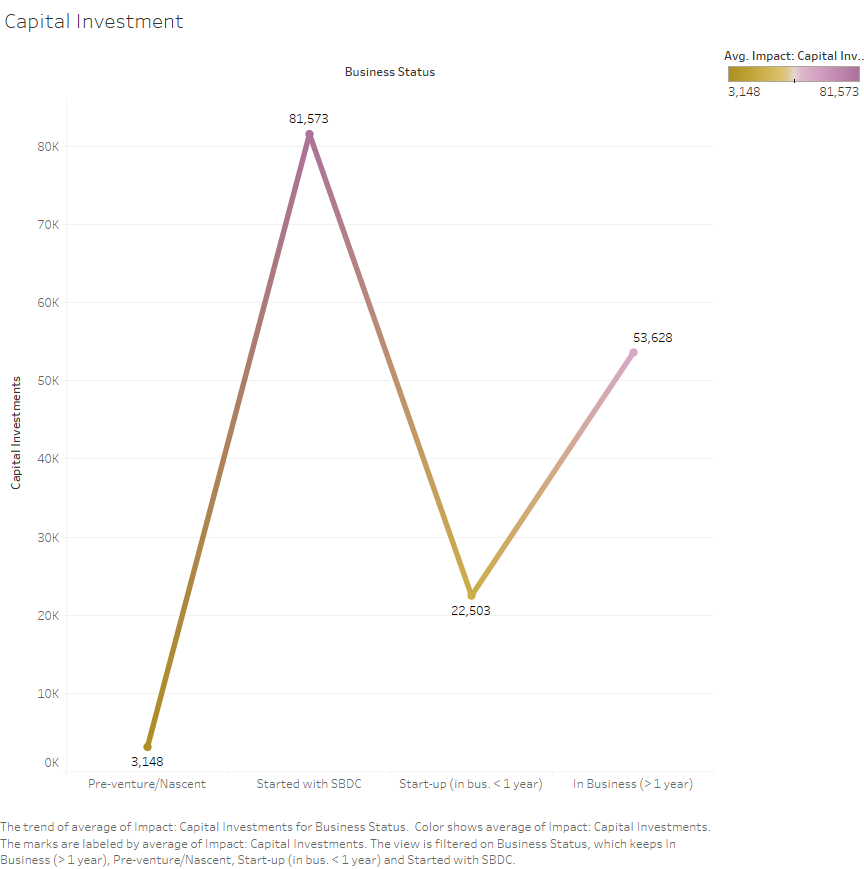 Capital Investment
Avg. Impact: Capital Inv..
3,148 81,573
Business Status
81,573
80K
70K
60K
53,628
50K
Capital Investments
40K
30K
20K
22,503
10K
0K
3,148
Pre-venture/Nascent Started with SBDC Start-up (in bus. < 1 year) In Business (> 1 year)
The trend of average of Impact: Capital Investments for Business Status. Color shows average of Impact: Capital Investments.
The marks are labeled by average of Impact: Capital Investments. The view is filtered on Business Status, which keeps In
Business (> 1 year), Pre-venture/Nascent, Start-up (in bus. < 1 year) and Started with SBDC.